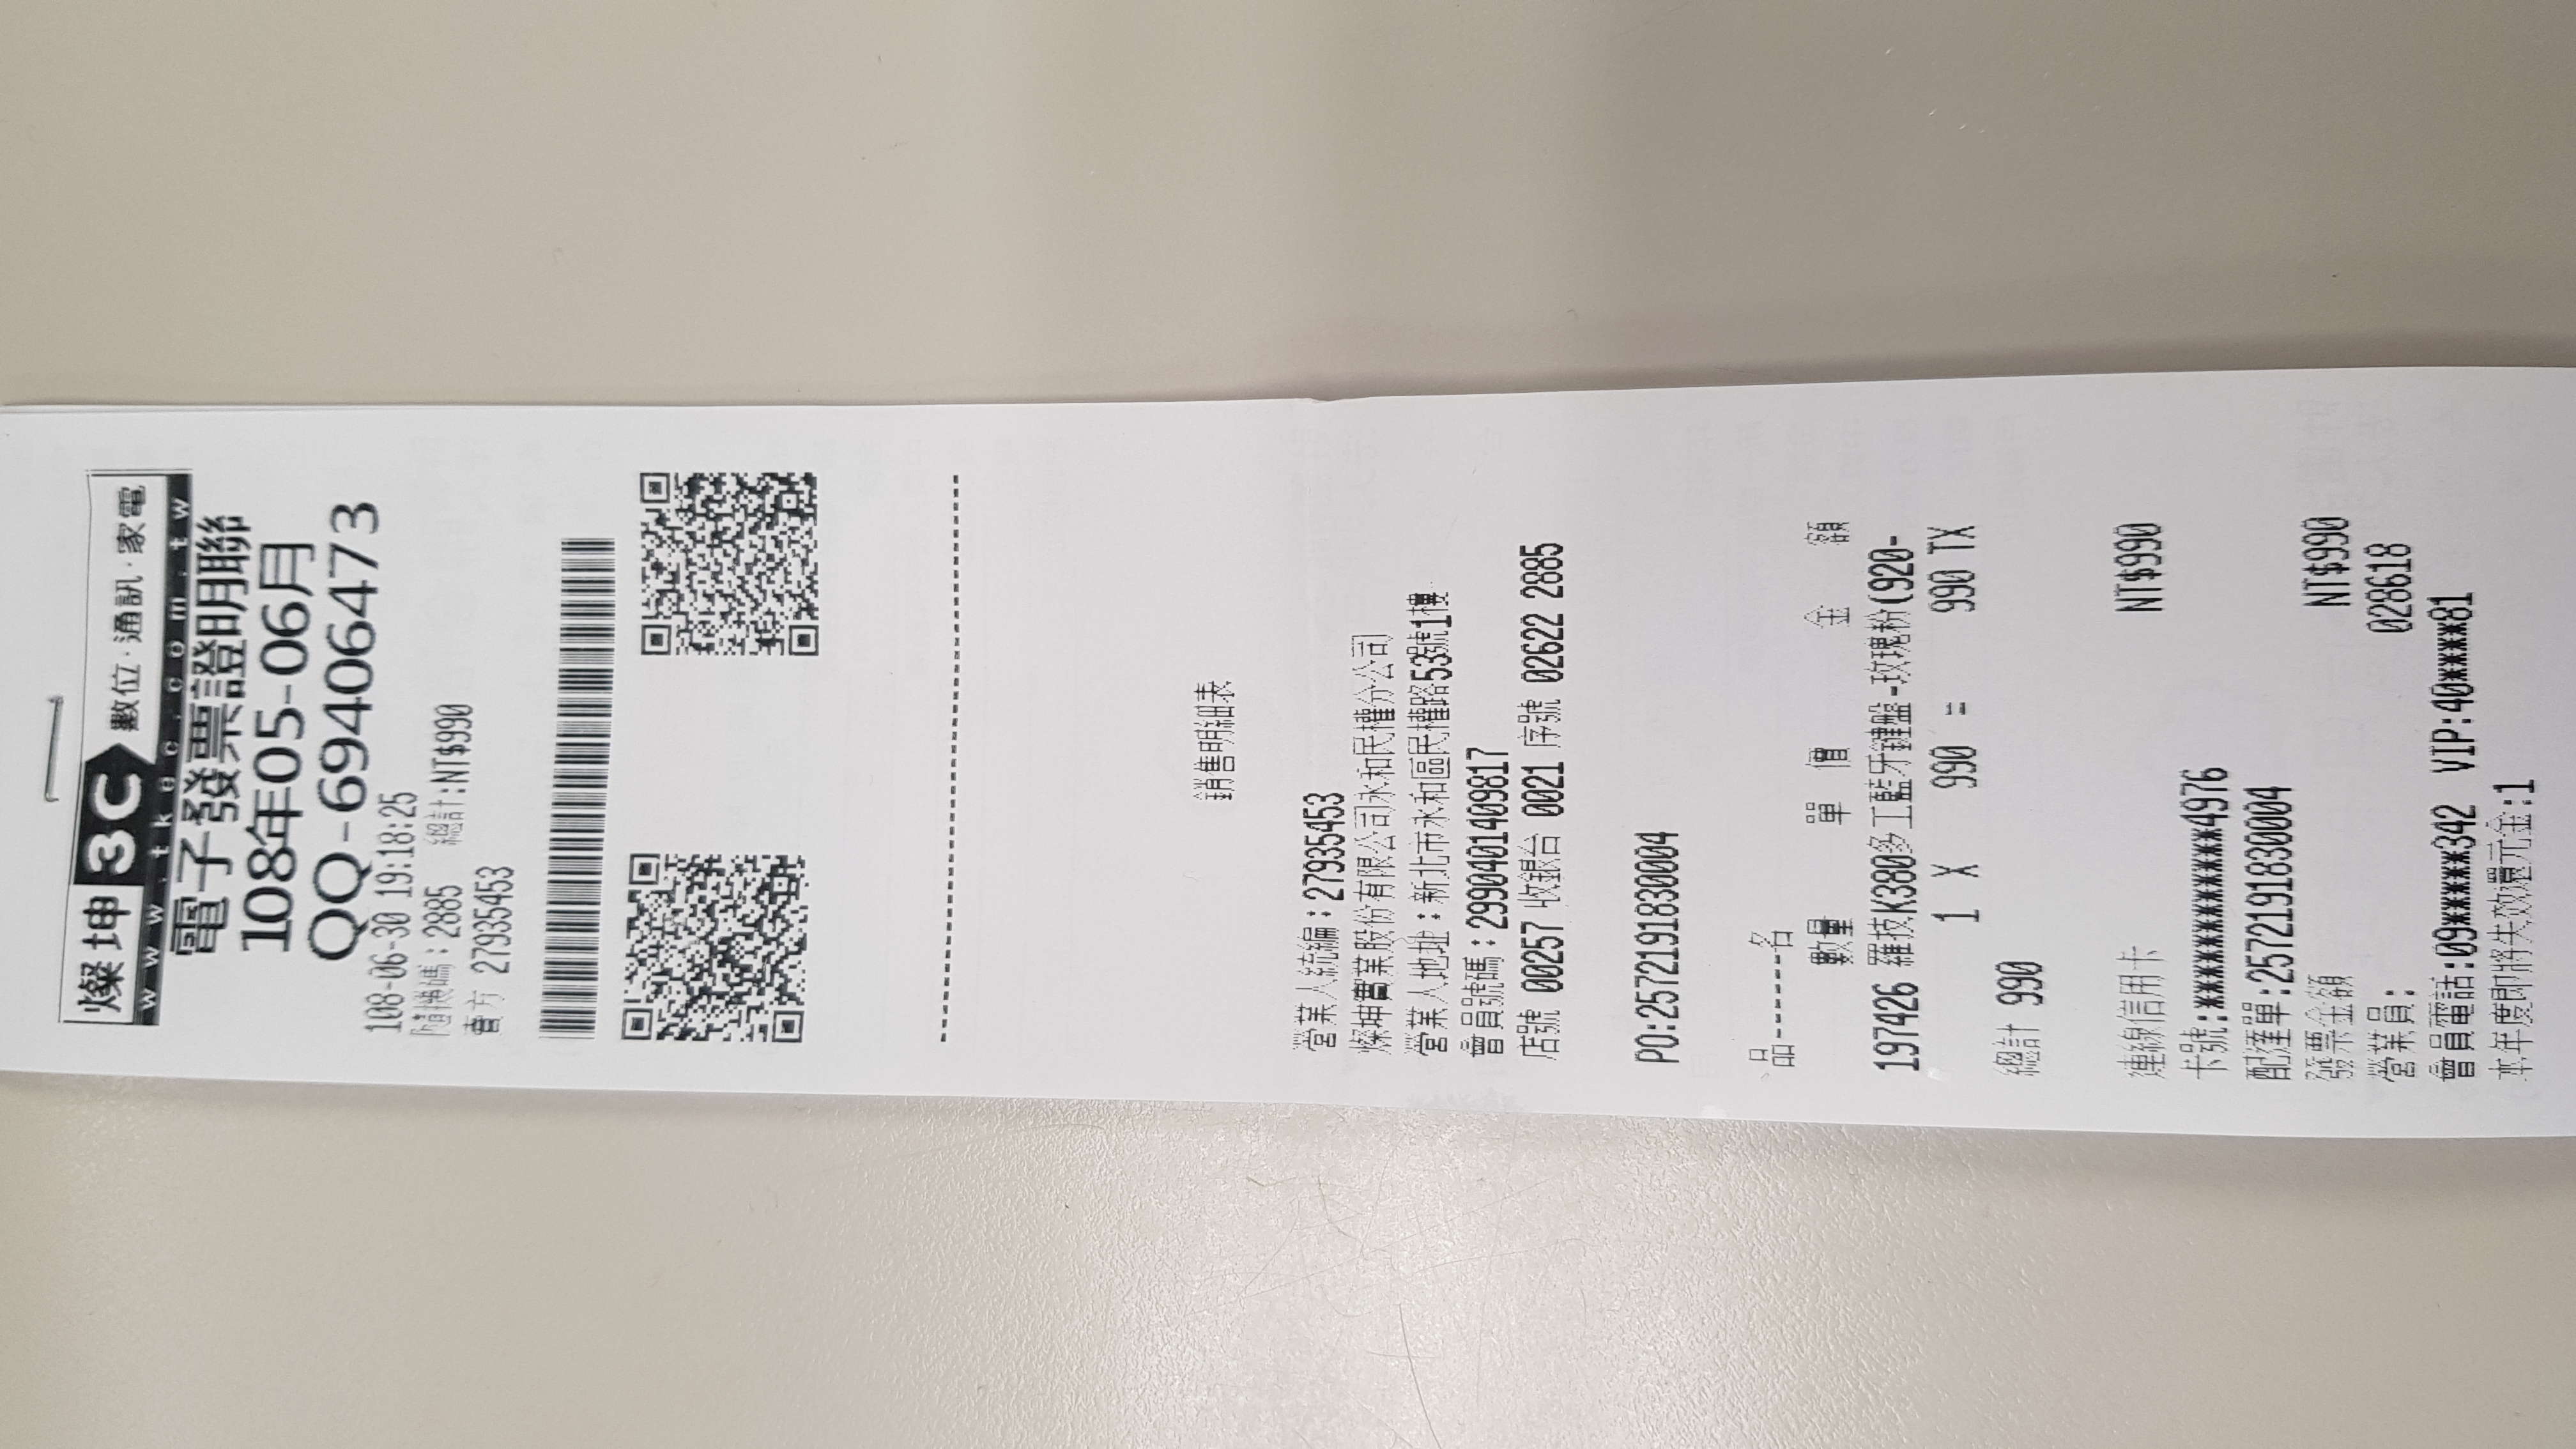 燦坤 3C 數位·通訊·家電
www.tkec.com.tw
電子發票證明聯
108年05-06月
QQ-69406473
108-06-30 19:18:25
隨機碼:2885 總計:NT$990
賣方 27935453
銷售明細表
營業人統編:27935453
燦坤實業股份有限公司永和民權分公司
營業人地址:新北市永和區民權路53號1樓
會員號碼:2990401409817
店號 00257 收銀台 0021 序號 02622 2885
PO:257219183004
品------名
數量 單 價 金 額
197426 羅技K380多工藍牙鍵盤-玫瑰粉(920-
1 X 990 = 990 TX
總計 990
連線信用卡 NT$990
卡號:************4976
配達單:257219183004
發票金額 NT$990
營業員: 028618
會員電話:09*****342 VIP:40*****81
本年度即將失效還元金:1